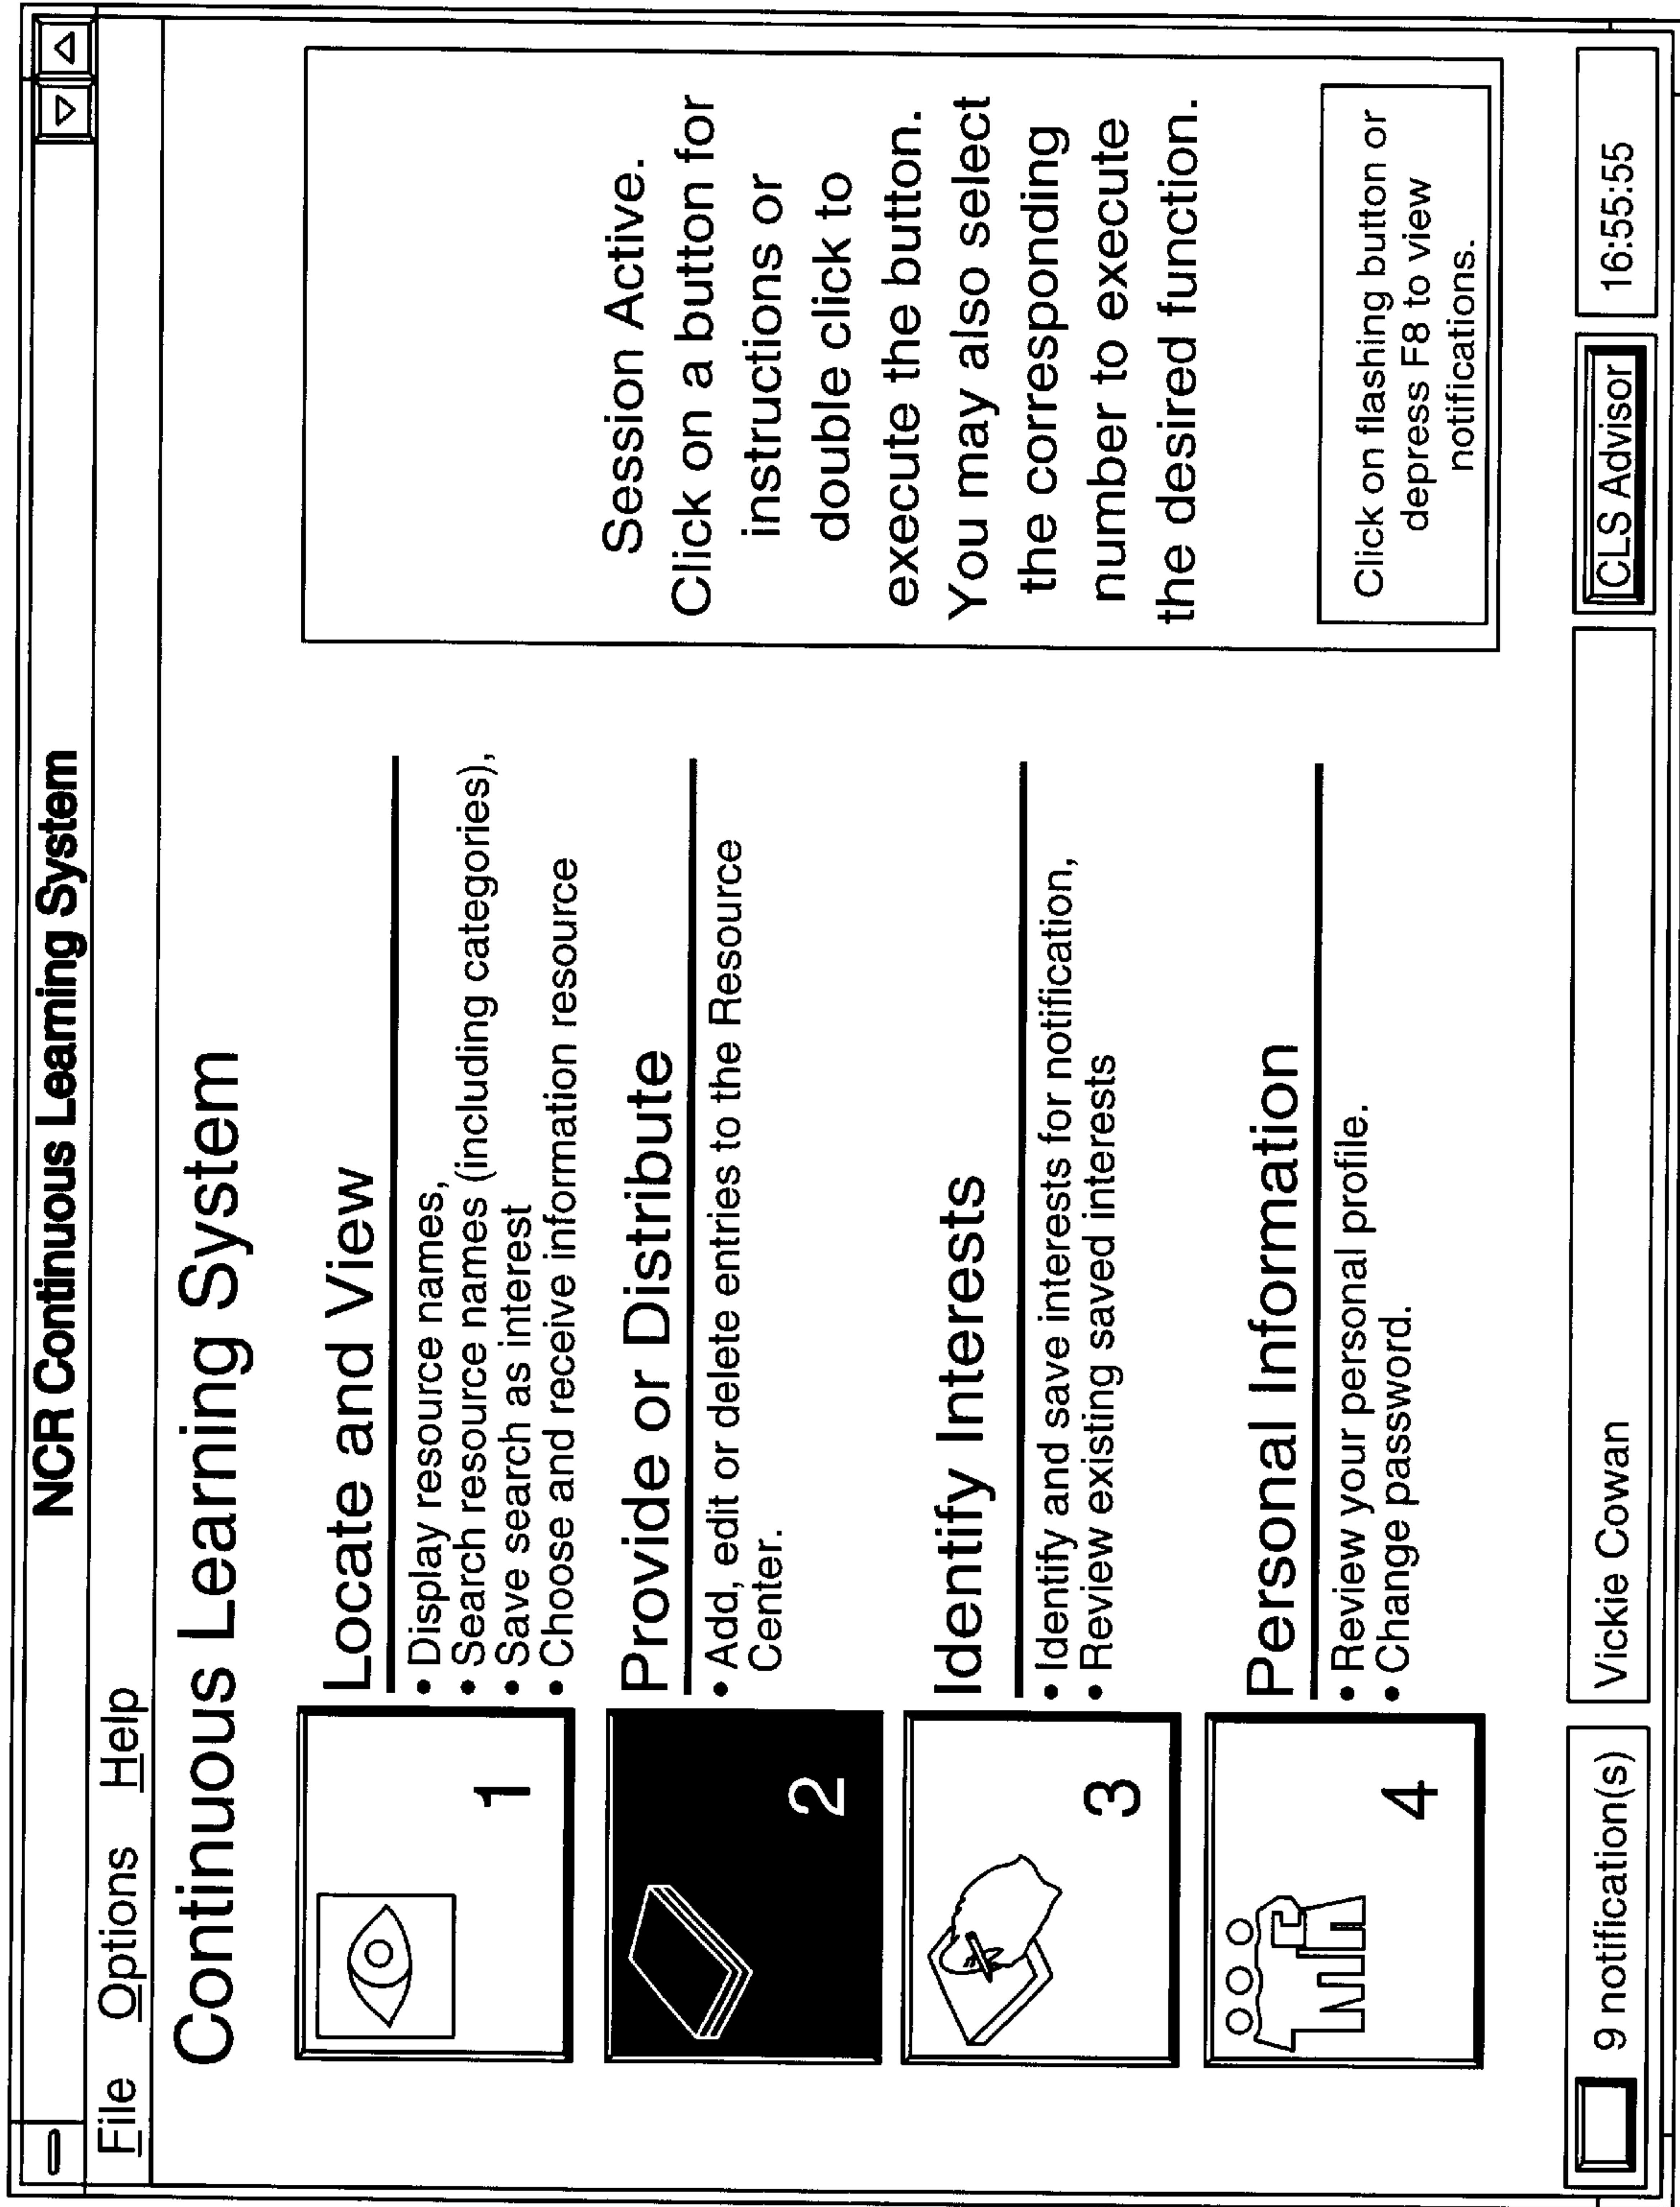 NCR Continuous Learning System
File Options Help
Continuous Learning System
1
Locate and View
• Display resource names,
• Search resource names (including categories),
• Save search as interest
• Choose and receive information resource
2
Provide or Distribute
• Add, edit or delete entries to the Resource
Center.
3
Identify Interests
• Identify and save interests for notification,
• Review existing saved interests
4
Personal Information
• Review your personal profile.
• Change password.
Session Active.
Click on a button for
instructions or
double click to
execute the button.
You may also select
the corresponding
number to execute
the desired function.
Click on flashing button or
depress F8 to view
notifications.
9 notification(s)
Vickie Cowan
CLS Advisor
16:55:55